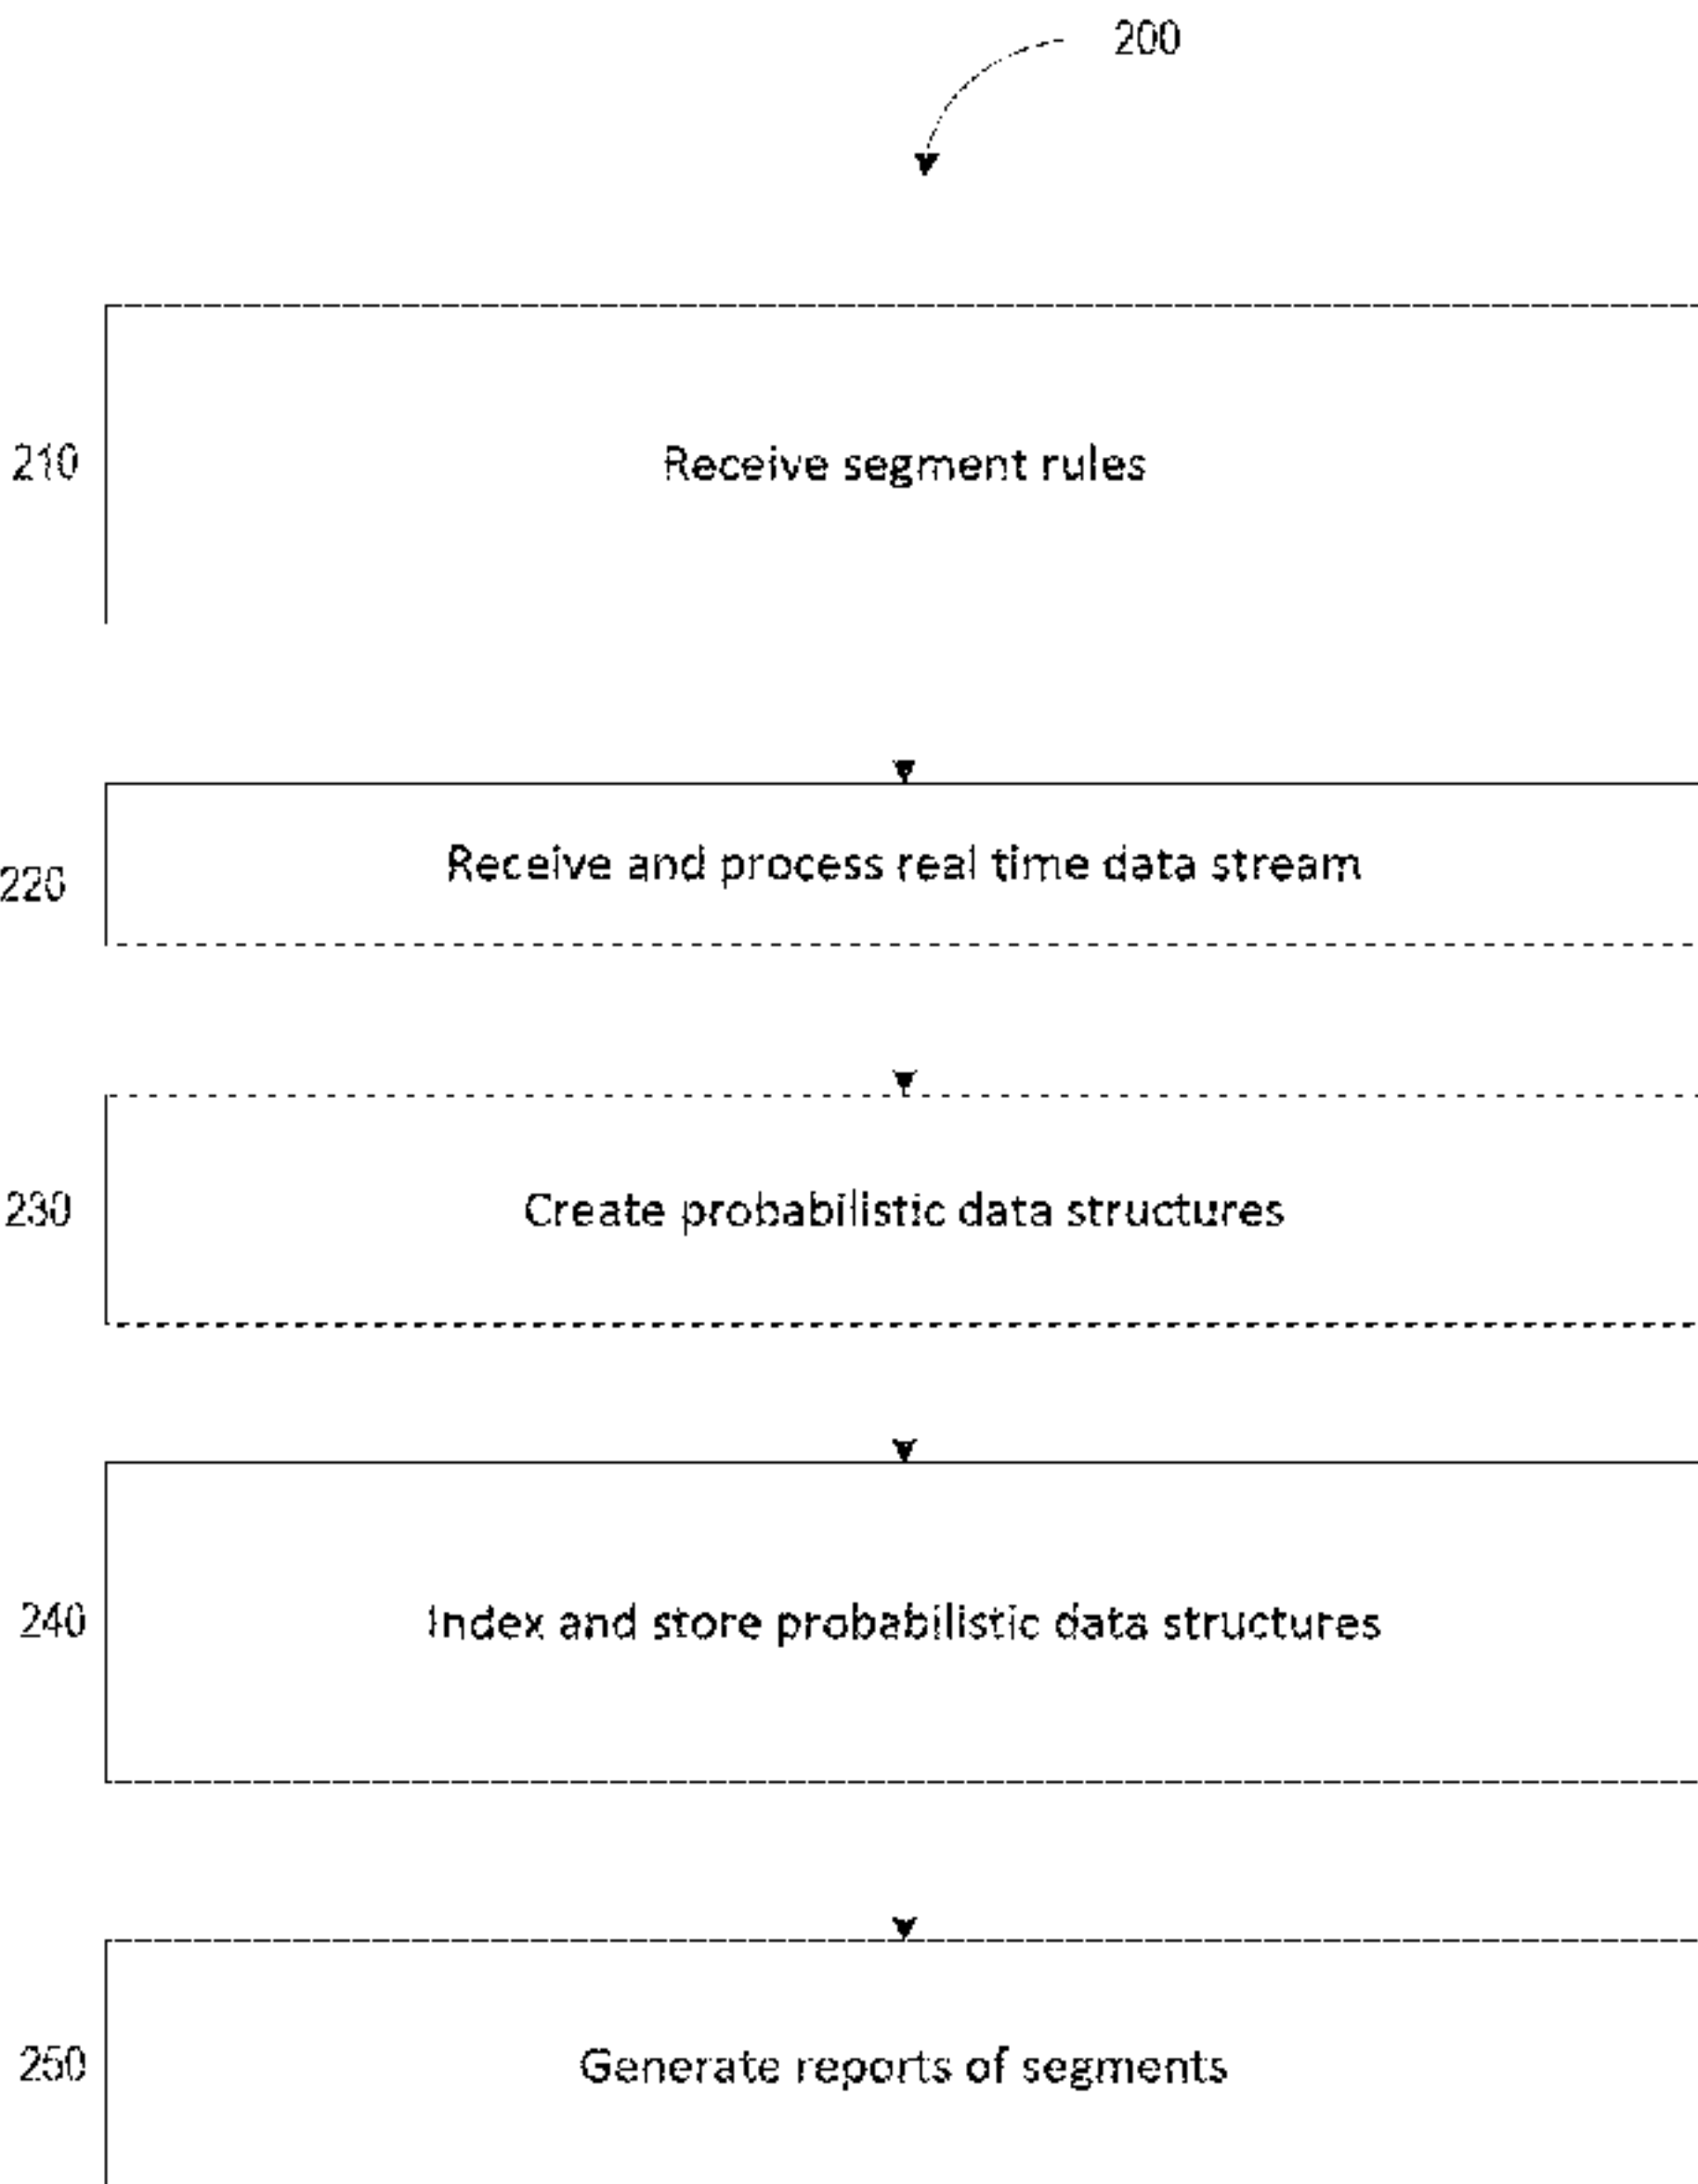 200
210
Receive segment rules
220
Receive and process real time data stream
230
Create probabilistic data structures
240
Index and store probabilistic data structures
250
Generate reports of segments